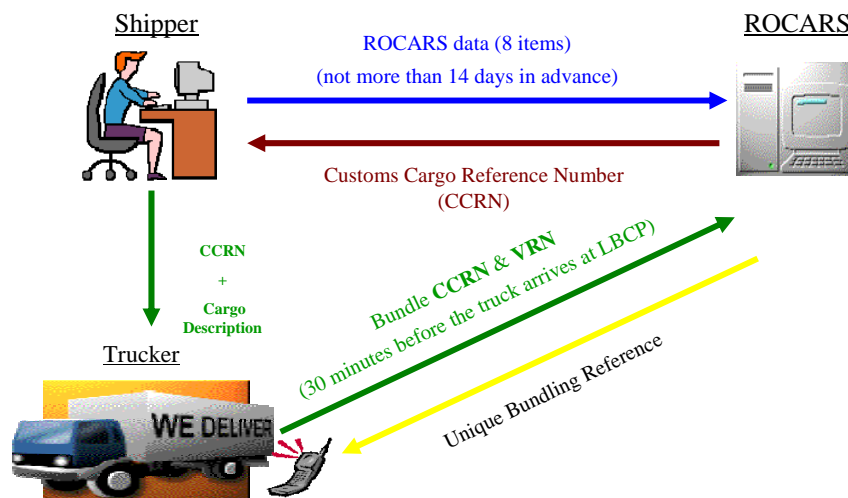 Shipper
ROCARS
ROCARS data (8 items)
(not more than 14 days in advance)
Customs Cargo Reference Number
(CCRN)
CCRN
+
Cargo
Description
Bundle CCRN & VRN
(30 minutes before the truck arrives at LBCP)
Unique Bundling Reference
Trucker
WE DELIVER